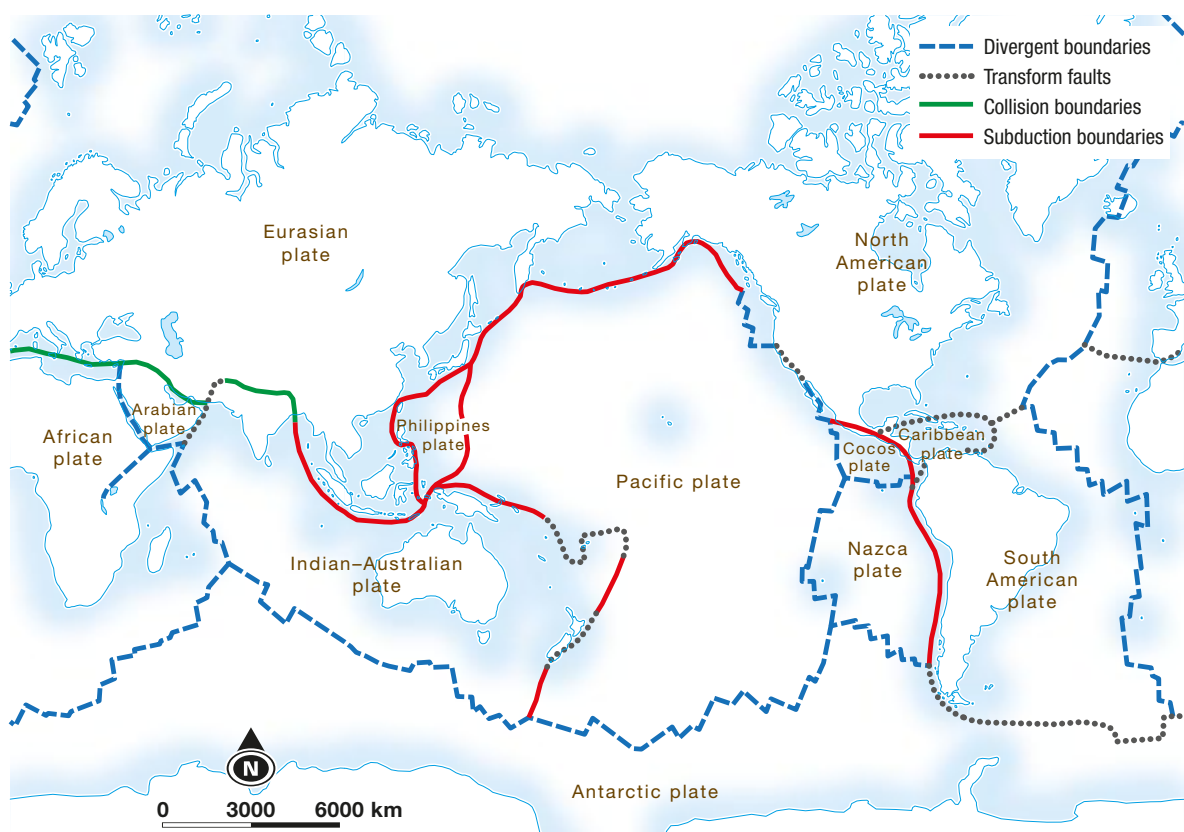 Divergent boundaries
Transform faults
Collision boundaries
Subduction boundaries
Eurasian
plate
North
American
plate
Arabian
plate
African
plate
Philippines
plate
Caribbean
plate
Cocos
plate
Pacific plate
Indian–Australian
plate
Nazca
plate
South
American
plate
Antarctic plate
N
0 3000 6000 km